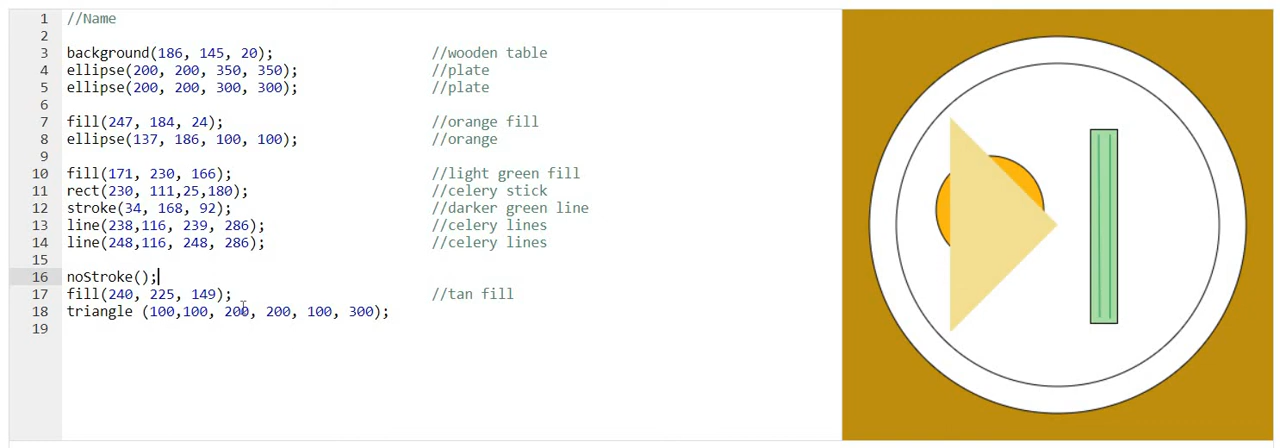 1 //Name
2
3 background(186, 145, 20); //wooden table
4 ellipse(200, 200, 350, 350); //plate
5 ellipse(200, 200, 300, 300); //plate
6
7 fill(247, 184, 24); //orange fill
8 ellipse(137, 186, 100, 100); //orange
9
10 fill(171, 230, 166); //light green fill
11 rect(230, 111,25,180); //celery stick
12 stroke(34, 168, 92); //darker green line
13 line(238,116, 239, 286); //celery lines
14 line(248,116, 248, 286); //celery lines
15
16 noStroke();
17 fill(240, 225, 149); //tan fill
18 triangle (100,100, 200, 200, 100, 300);
19